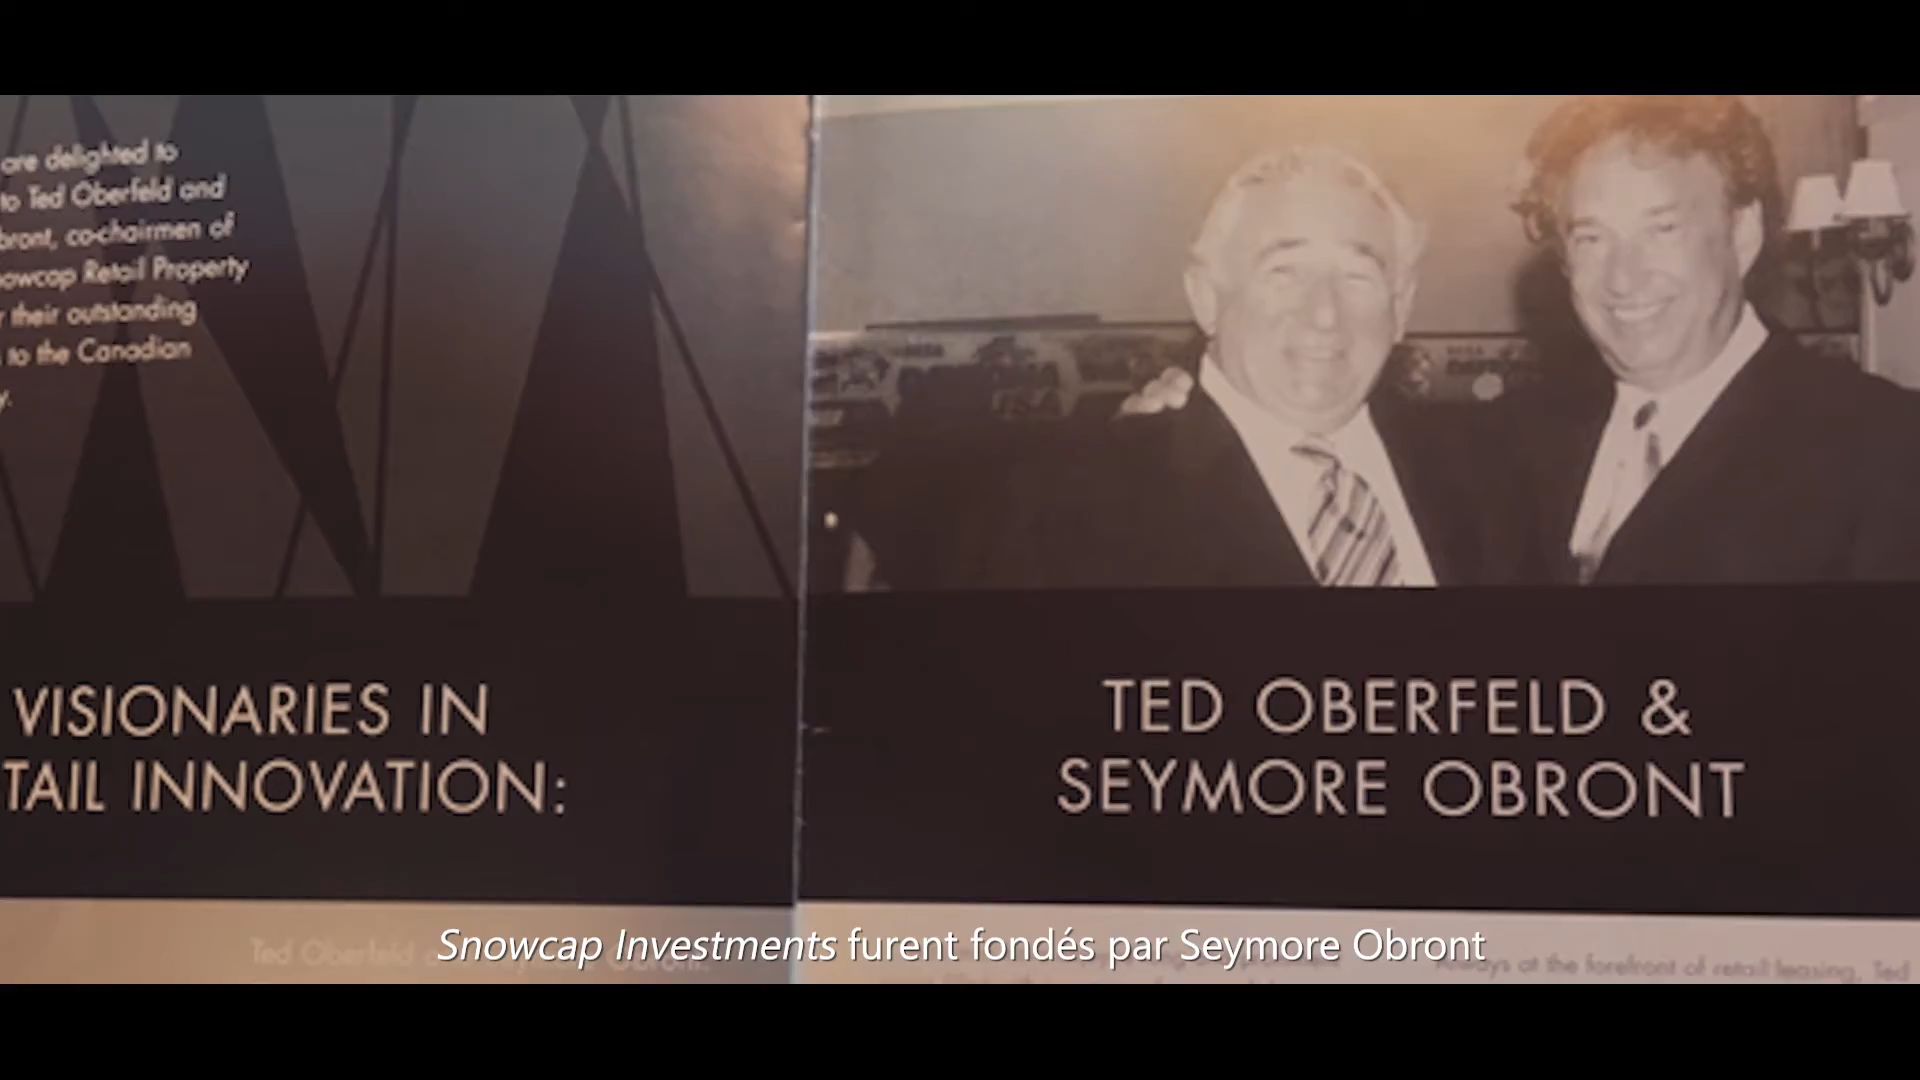 are delighted to
to Ted Oberfeld and
bront, co-chairmen of
owcap Retail Property
r their outstanding
to the Canadian
y.
VISIONARIES IN
TAIL INNOVATION:
TED OBERFELD &
SEYMORE OBRONT
Ted Oberfeld
Always at the forefront of retail leasing, Ted
Snowcap Investments furent fondés par Seymore Obront